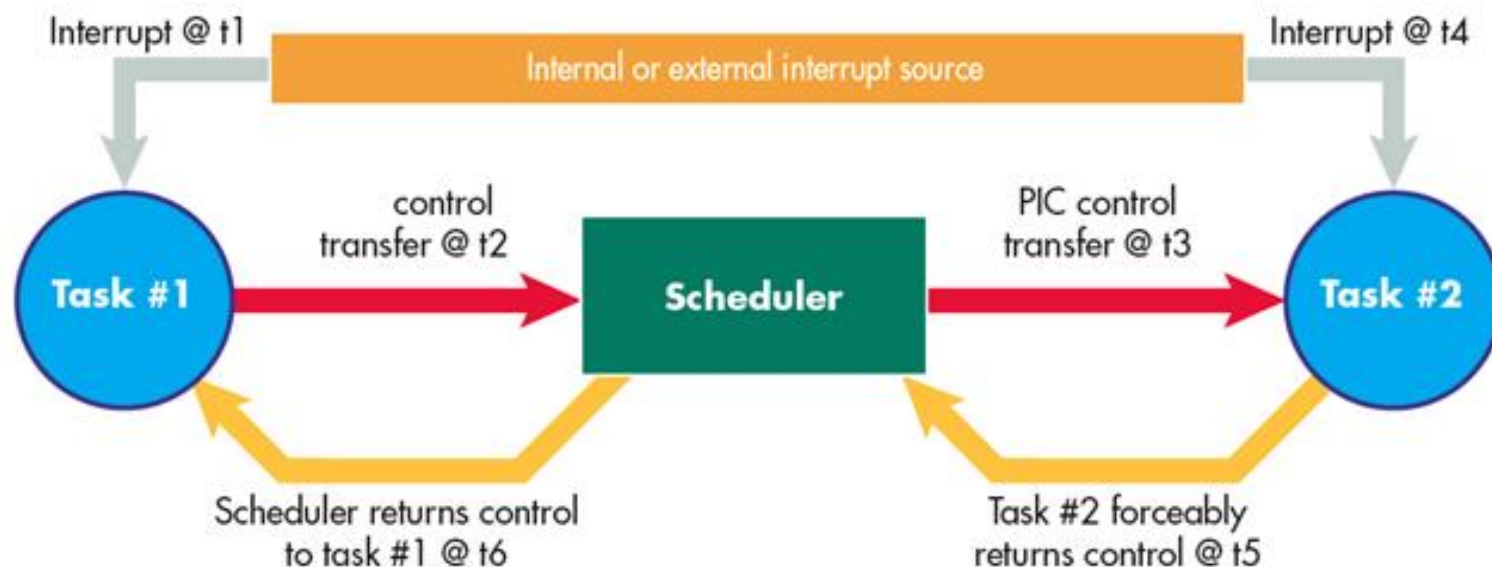 Interrupt @ t1
Internal or external interrupt source
Interrupt @ t4
control
transfer @ t2
PIC control
transfer @ t3
Task #1
Scheduler
Task #2
Scheduler returns control
to task #1 @ t6
Task #2 forceably
returns control @ t5